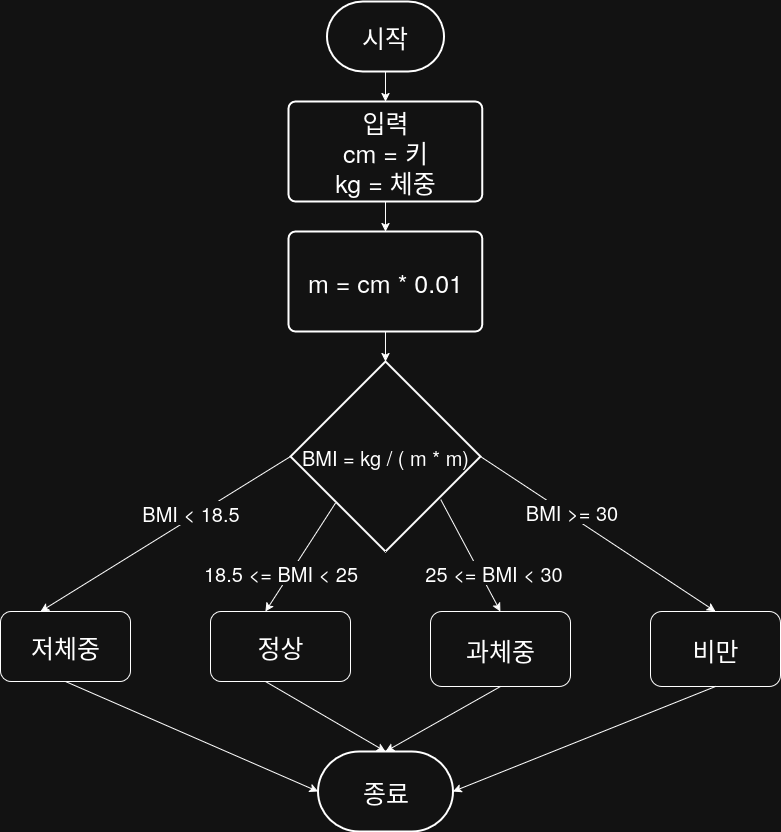 시작
입력
cm = 키
kg = 체중
m = cm * 0.01
BMI = kg / ( m * m)
BMI < 18.5
BMI >= 30
18.5 <= BMI < 25
25 <= BMI < 30
저체중
정상
과체중
비만
종료